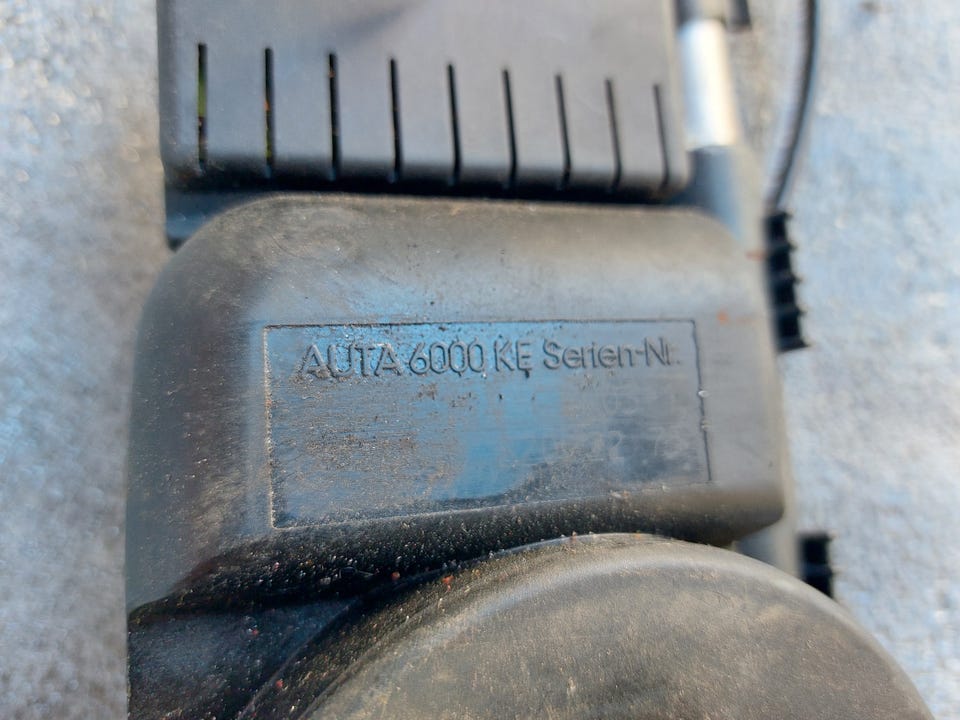 AUTA 6000 KE Serien-Nr.